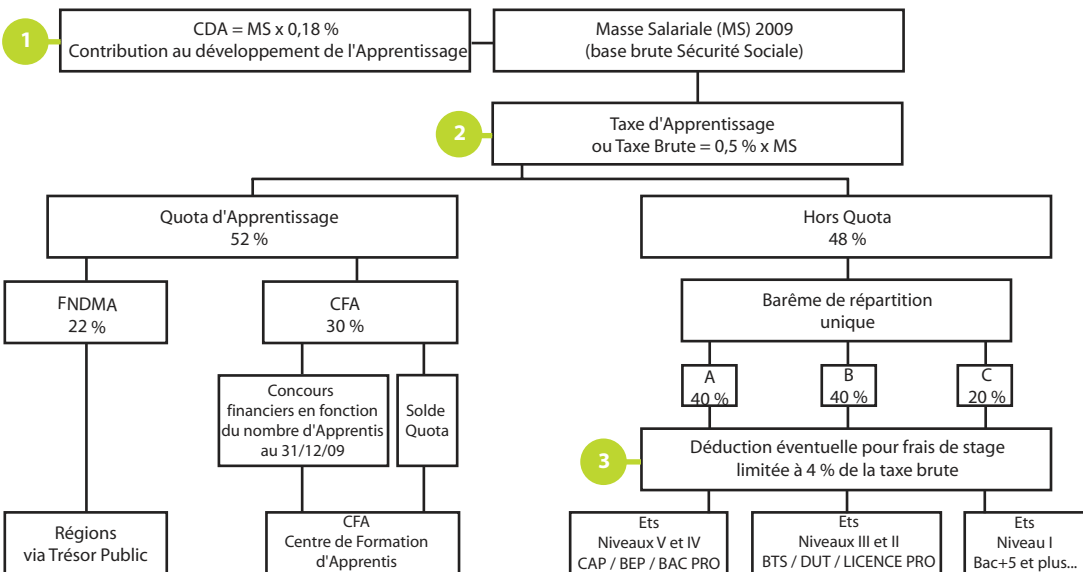 1
CDA = MS x 0,18 %
Contribution au développement de l'Apprentissage
Masse Salariale (MS) 2009
(base brute Sécurité Sociale)
2
Taxe d'Apprentissage
ou Taxe Brute = 0,5 % x MS
Quota d'Apprentissage
52 %
Hors Quota
48 %
FNDMA
22 %
CFA
30 %
Barême de répartition
unique
A
40 %
B
40 %
C
20 %
Concours
financiers en fonction
du nombre d'Apprentis
au 31/12/09
Solde
Quota
3
Déduction éventuelle pour frais de stage
limitée à 4 % de la taxe brute
Régions
via Trésor Public
CFA
Centre de Formation
d'Apprentis
Ets
Niveaux V et IV
CAP / BEP / BAC PRO
Ets
Niveaux III et II
BTS / DUT / LICENCE PRO
Ets
Niveau I
Bac+5 et plus...